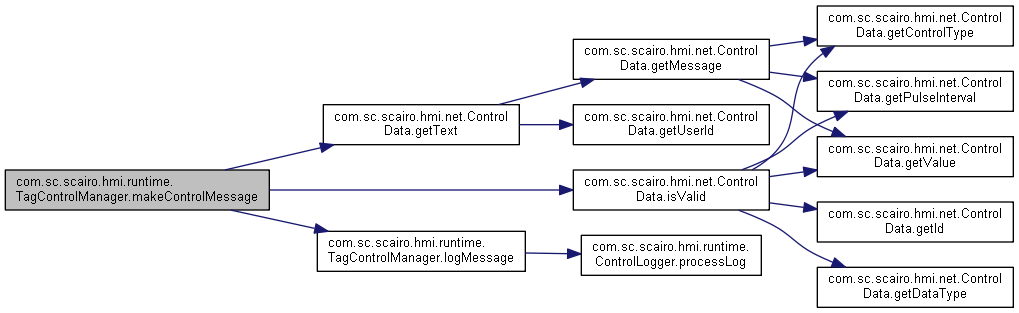 com.sc.scairo.hmi.runtime.
TagControlManager.makeControlMessage
com.sc.scairo.hmi.net.Control
Data.getText
com.sc.scairo.hmi.runtime.
TagControlManager.logMessage
com.sc.scairo.hmi.net.Control
Data.getMessage
com.sc.scairo.hmi.net.Control
Data.getUserId
com.sc.scairo.hmi.net.Control
Data.isValid
com.sc.scairo.hmi.runtime.
ControlLogger.processLog
com.sc.scairo.hmi.net.Control
Data.getControlType
com.sc.scairo.hmi.net.Control
Data.getPulseInterval
com.sc.scairo.hmi.net.Control
Data.getValue
com.sc.scairo.hmi.net.Control
Data.getId
com.sc.scairo.hmi.net.Control
Data.getDataType